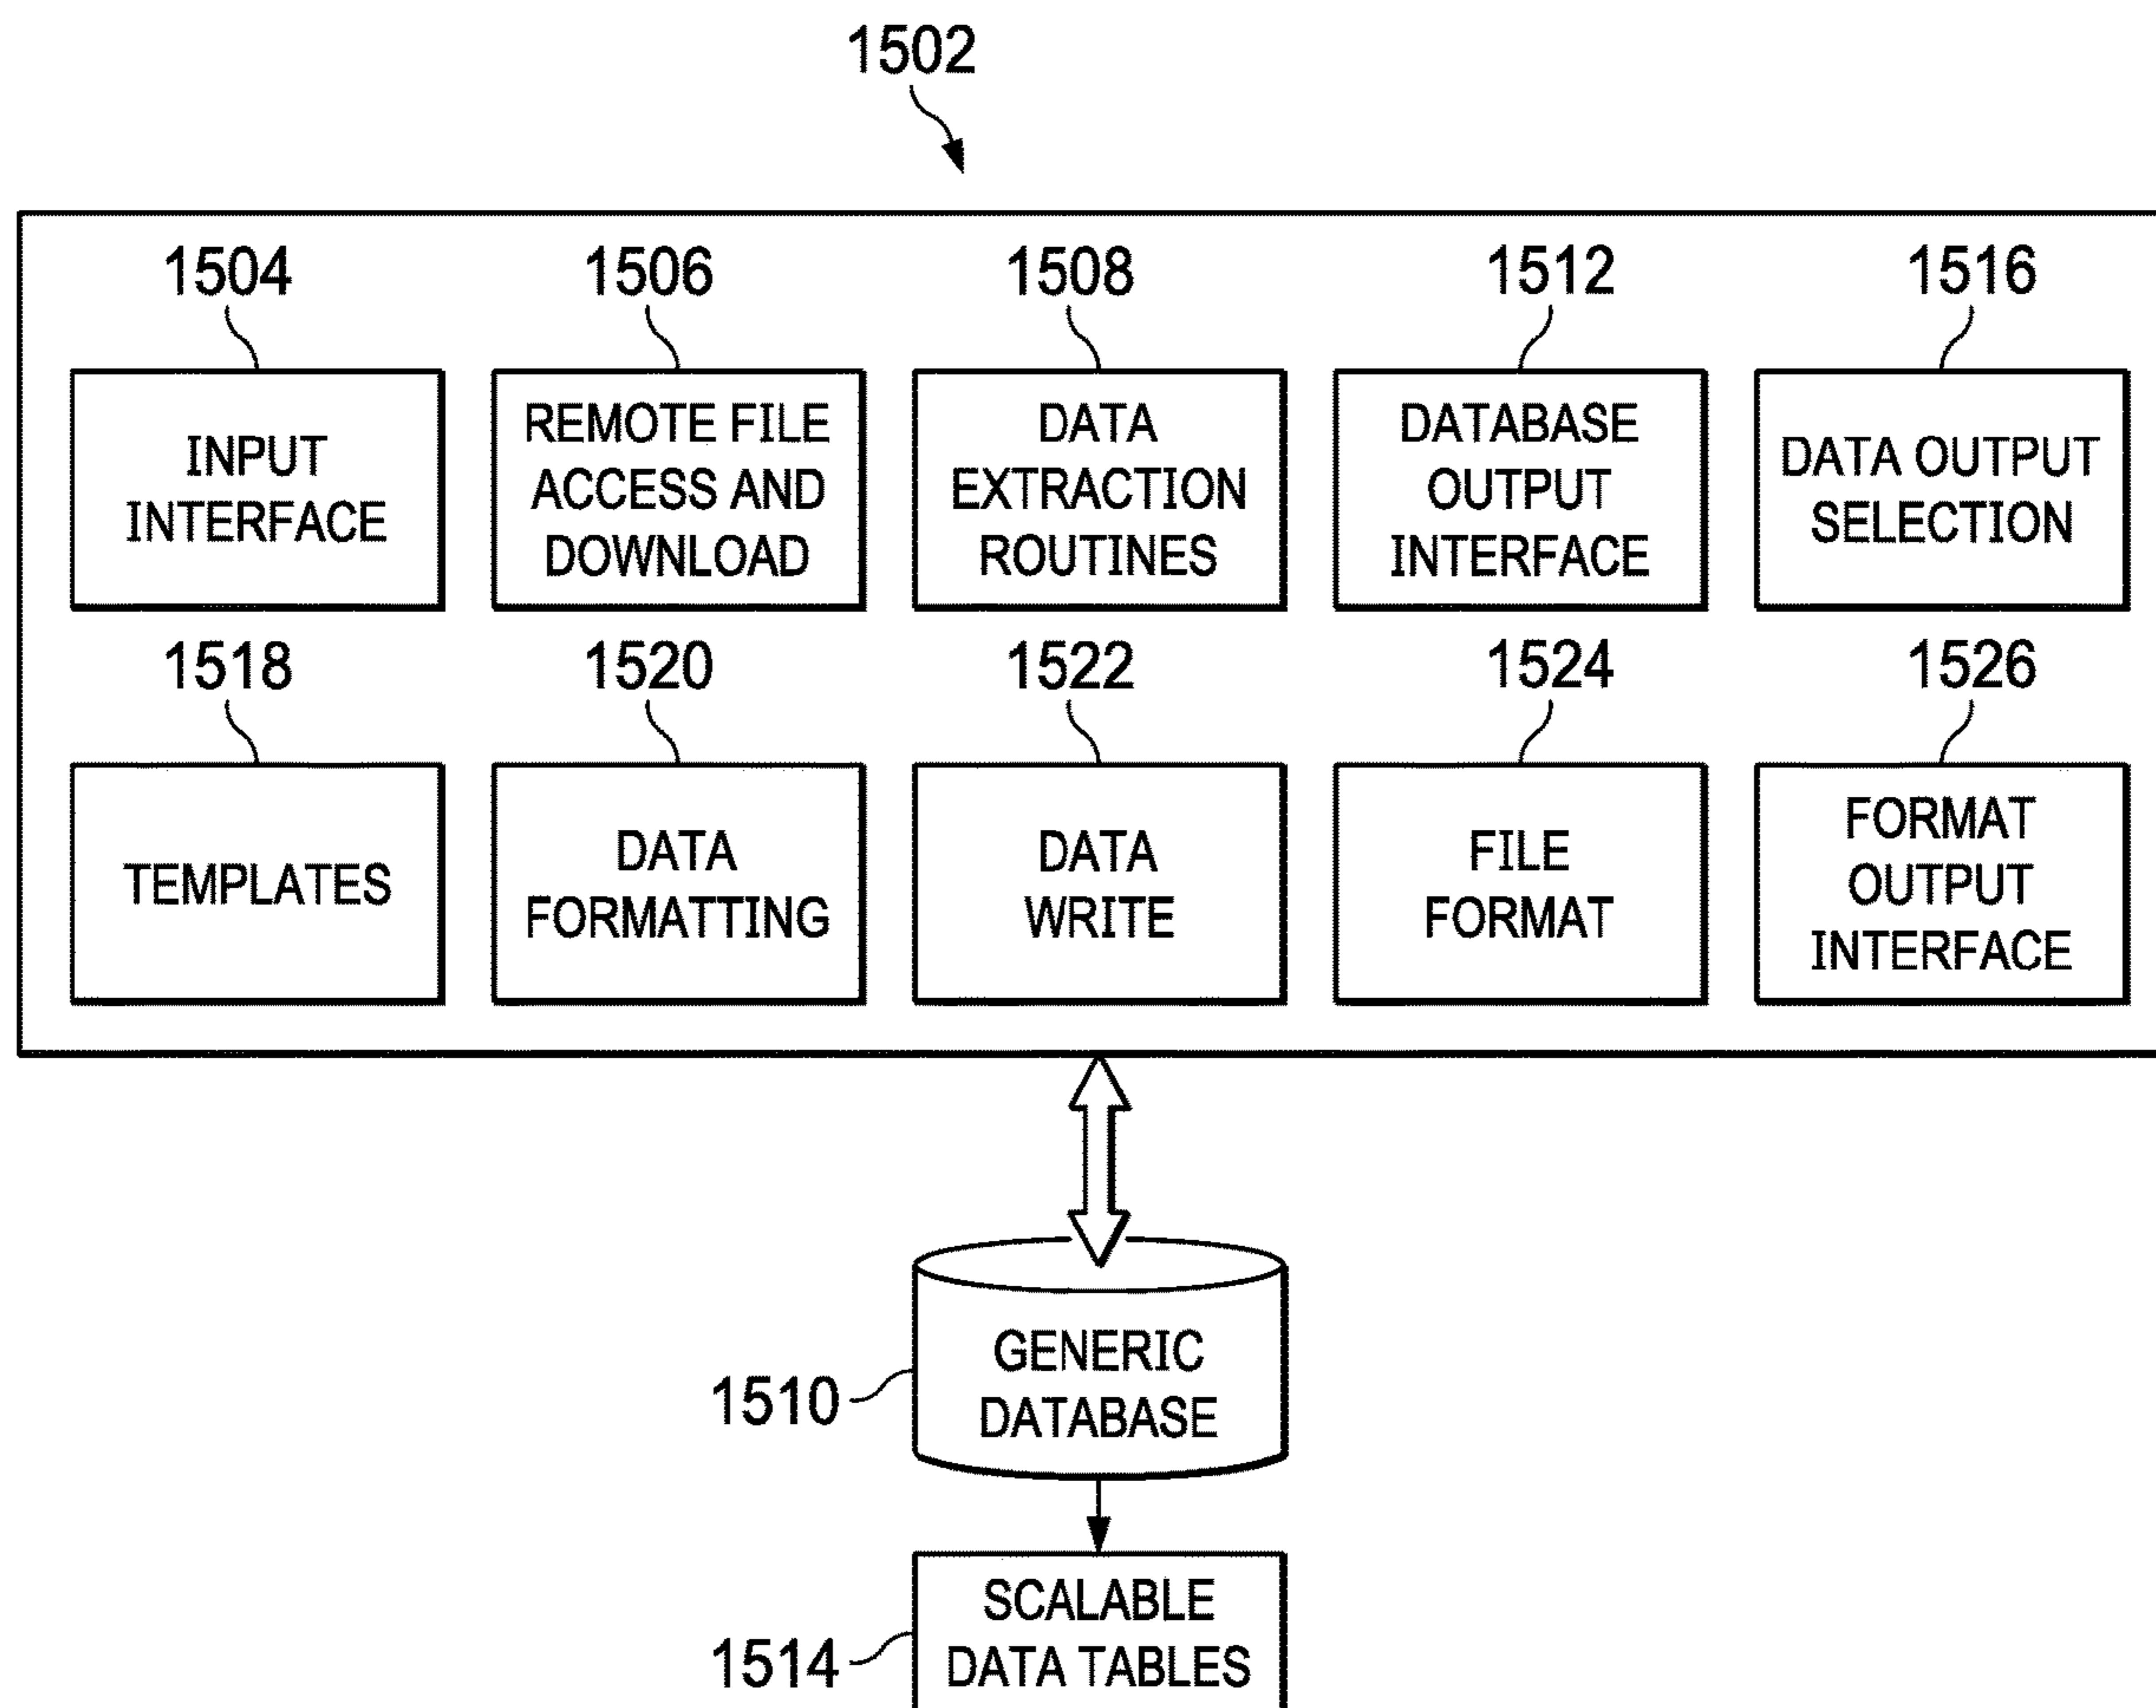 1502
1504 1506 1508 1512 1516
INPUT
INTERFACE
REMOTE FILE
ACCESS AND
DOWNLOAD
DATA
EXTRACTION
ROUTINES
DATABASE
OUTPUT
INTERFACE
DATA OUTPUT
SELECTION
1518 1520 1522 1524 1526
TEMPLATES
DATA
FORMATTING
DATA
WRITE
FILE
FORMAT
FORMAT
OUTPUT
INTERFACE
GENERIC
DATABASE
1510
SCALABLE
DATA TABLES
1514